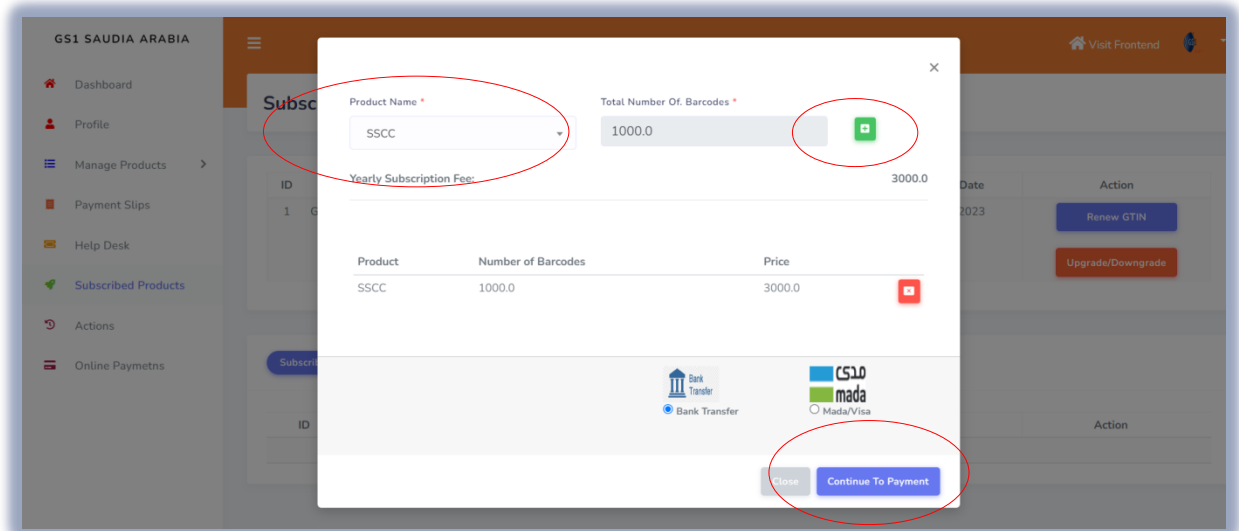 GS1 SAUDIA ARABIA
Visit Frontend
Dashboard
Profile
Manage Products
Payment Slips
Help Desk
Subscribed Products
Actions
Online Paymetns
Product Name *
Total Number Of. Barcodes *
SSCC
1000.0
Yearly Subscription Fee:
3000.0
ID
Date
Action
1
2023
Renew GTIN
Upgrade/Downgrade
Product
Number of Barcodes
Price
SSCC
1000.0
3000.0
Bank
Transfer
مدى
mada
Bank Transfer
Mada/Visa
ID
Action
Close
Continue To Payment